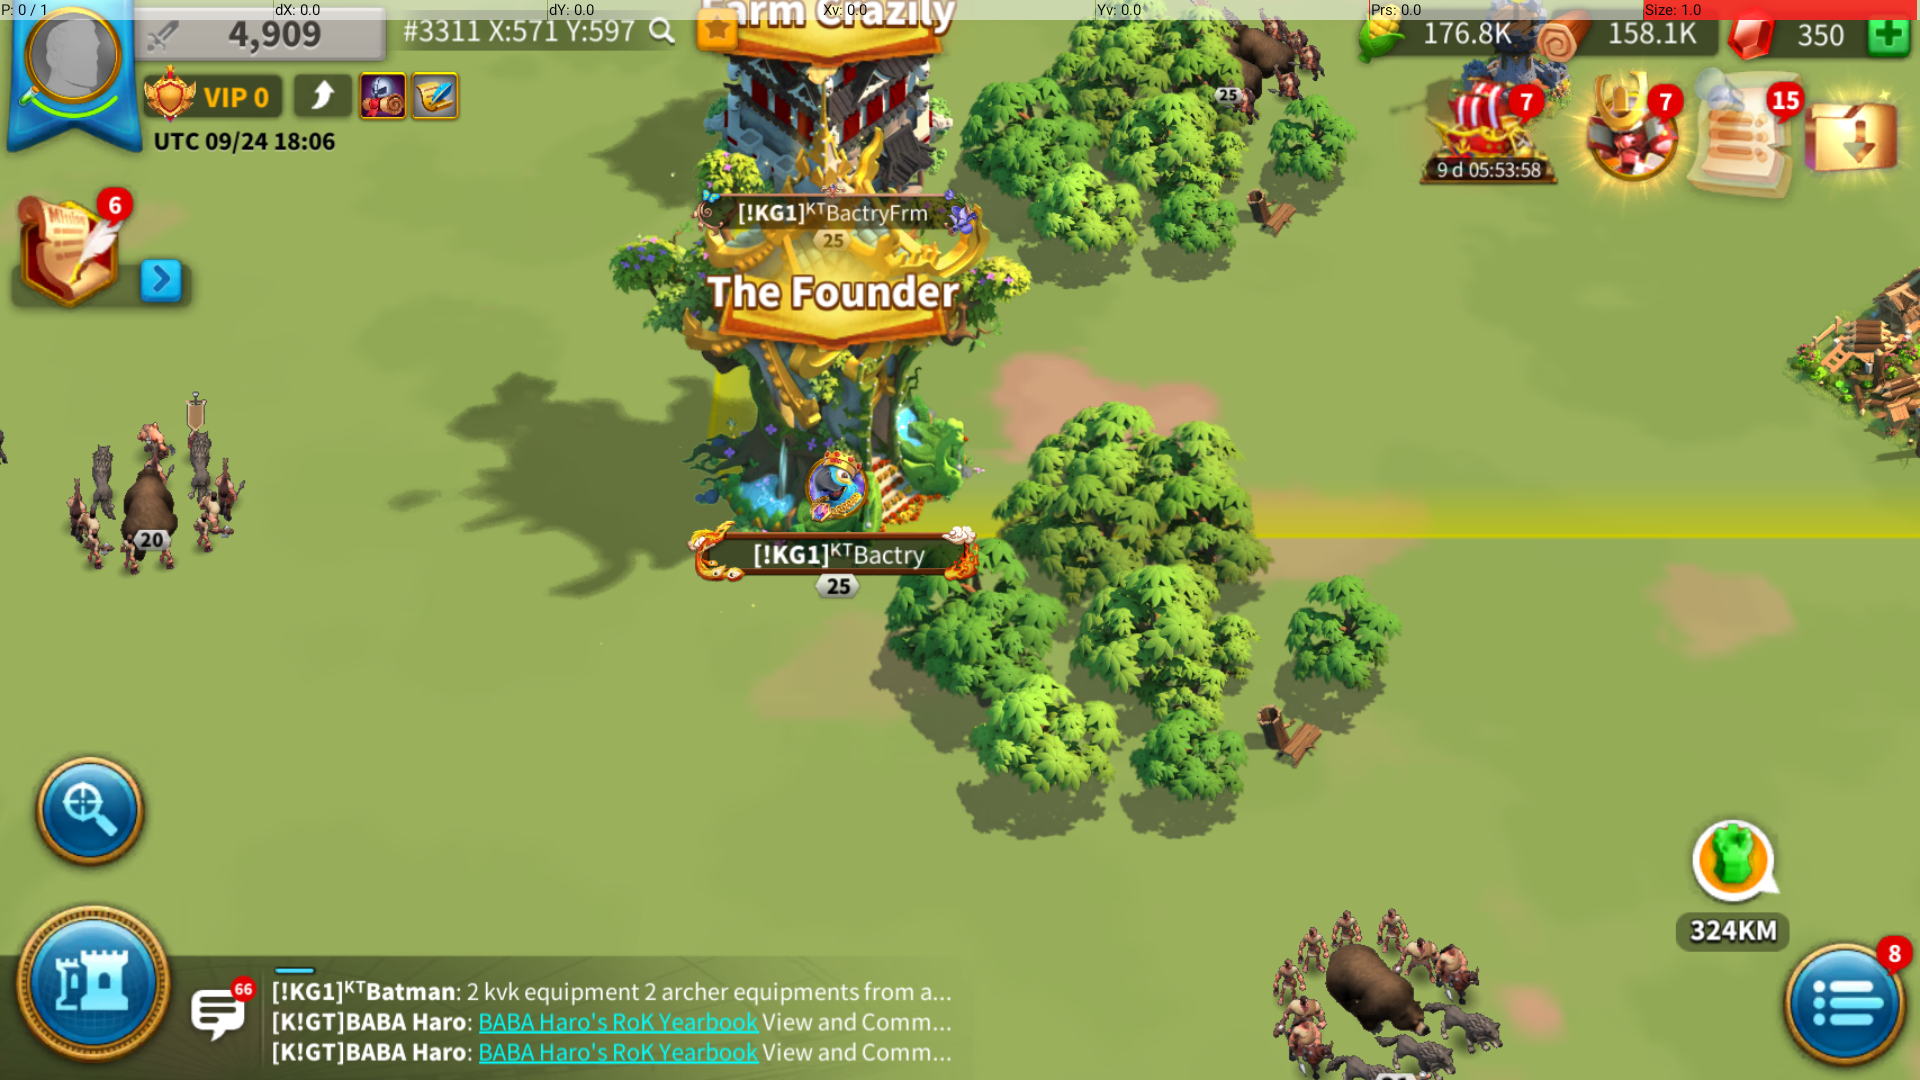 P: 0 / 1
dX: 0.0
dY: 0.0
Xv: 0.0
Yv: 0.0
Prs: 0.0
Size: 1.0
4,909
#3311 X:571 Y:597
Farm Crazily
176.8K
158.1K
350
VIP 0
UTC 09/24 18:06
25
7
9 d 05:53:58
7
15
Mission
6
[!KG1]ᴷᵀBactryFrm
25
The Founder
20
[!KG1]ᴷᵀBactry
25
324KM
8
66
[!KG1]ᴷᵀBatman: 2 kvk equipment 2 archer equipments from a...
[K!GT]BABA Haro: BABA Haro's RoK Yearbook View and Comm...
[K!GT]BABA Haro: BABA Haro's RoK Yearbook View and Comm...